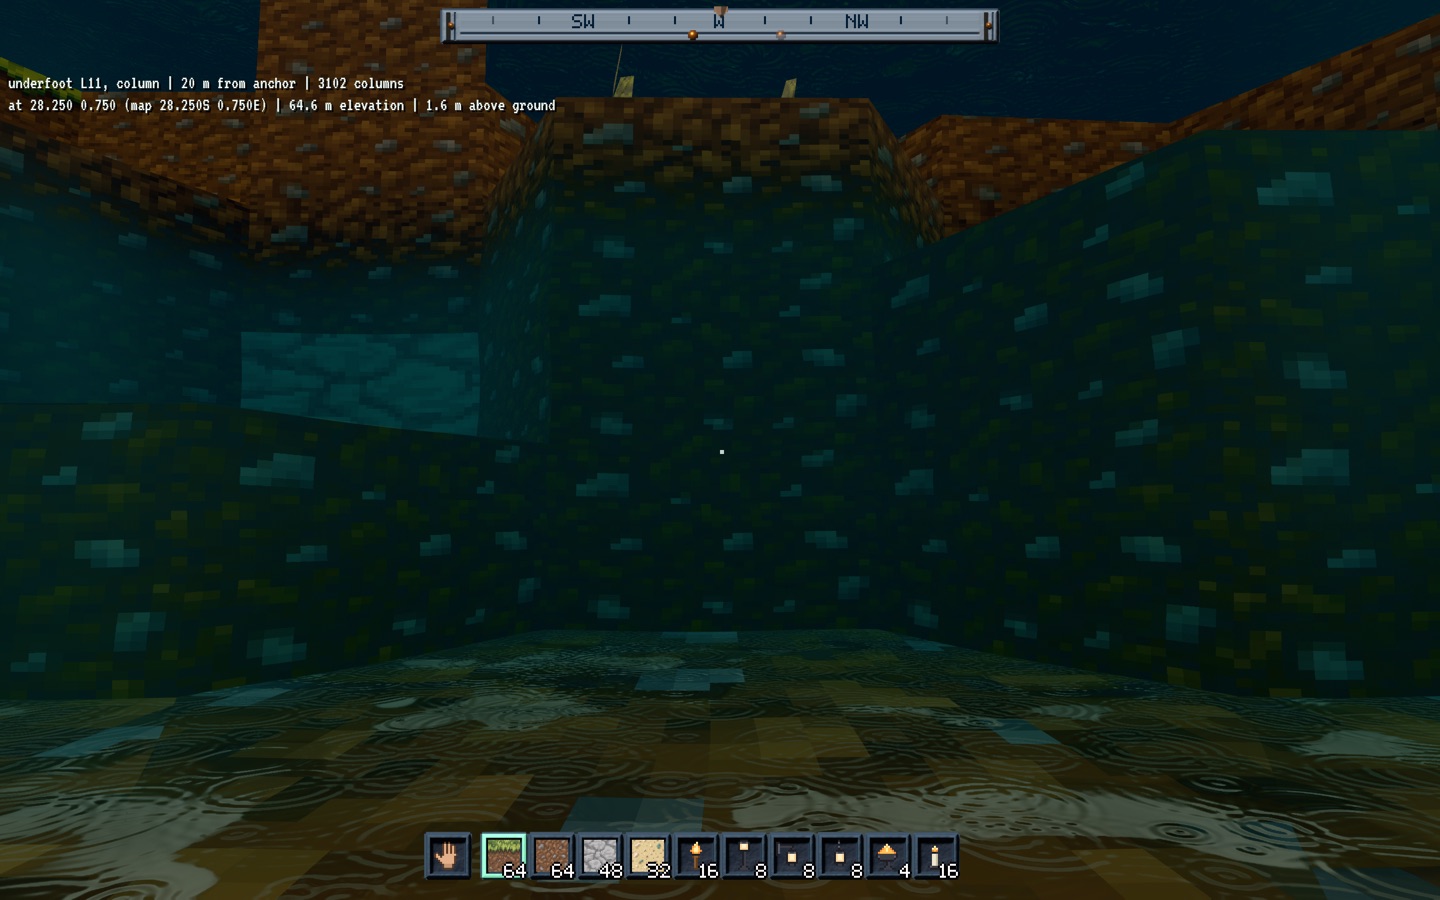 SW W NW
underfoot L11, column | 20 m from anchor | 3102 columns
at 28.250 0.750 (map 28.250S 0.750E) | 64.6 m elevation | 1.6 m above ground
64 64 48 32 16 8 8 8 4 16